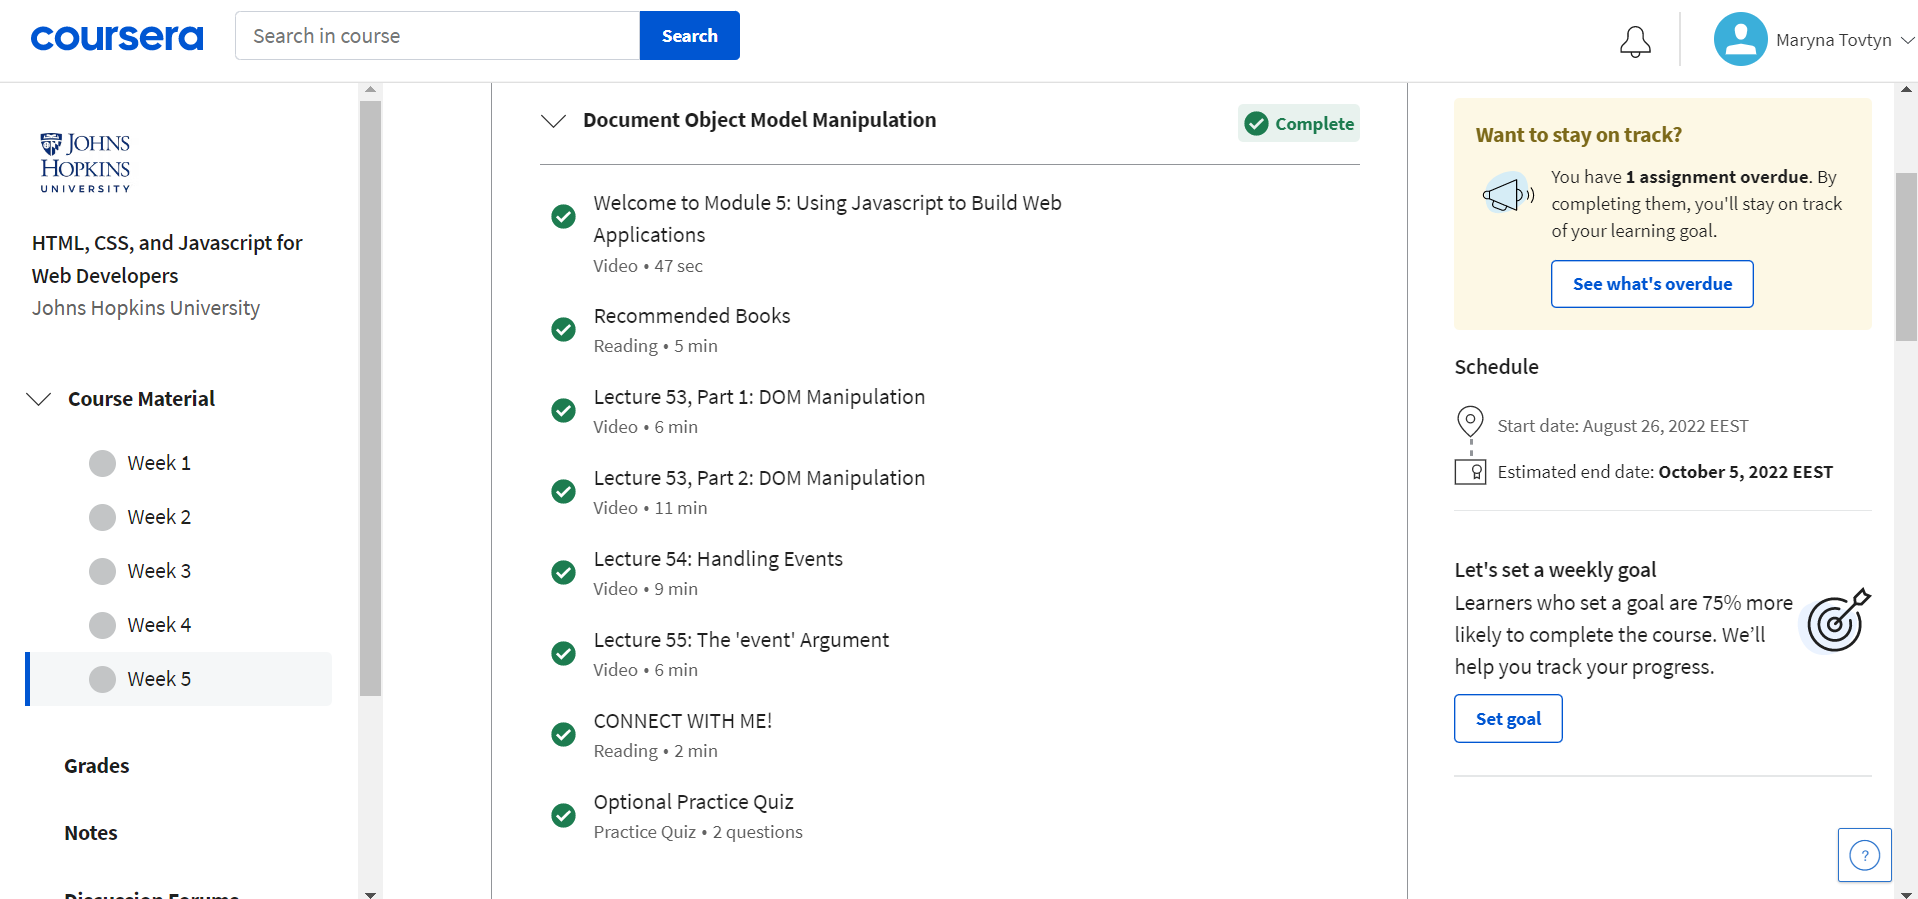 coursera
Search in course
Search
Maryna Tovtyn
JOHNS
HOPKINS
UNIVERSITY
HTML, CSS, and Javascript for
Web Developers
Johns Hopkins University
Course Material
Week 1
Week 2
Week 3
Week 4
Week 5
Grades
Notes
Discussion Forums
Document Object Model Manipulation
Complete
Welcome to Module 5: Using Javascript to Build Web
Applications
Video • 47 sec
Recommended Books
Reading • 5 min
Lecture 53, Part 1: DOM Manipulation
Video • 6 min
Lecture 53, Part 2: DOM Manipulation
Video • 11 min
Lecture 54: Handling Events
Video • 9 min
Lecture 55: The 'event' Argument
Video • 6 min
CONNECT WITH ME!
Reading • 2 min
Optional Practice Quiz
Practice Quiz • 2 questions
Want to stay on track?
You have 1 assignment overdue. By
completing them, you'll stay on track
of your learning goal.
See what's overdue
Schedule
Start date: August 26, 2022 EEST
Estimated end date: October 5, 2022 EEST
Let's set a weekly goal
Learners who set a goal are 75% more
likely to complete the course. We’ll
help you track your progress.
Set goal
?